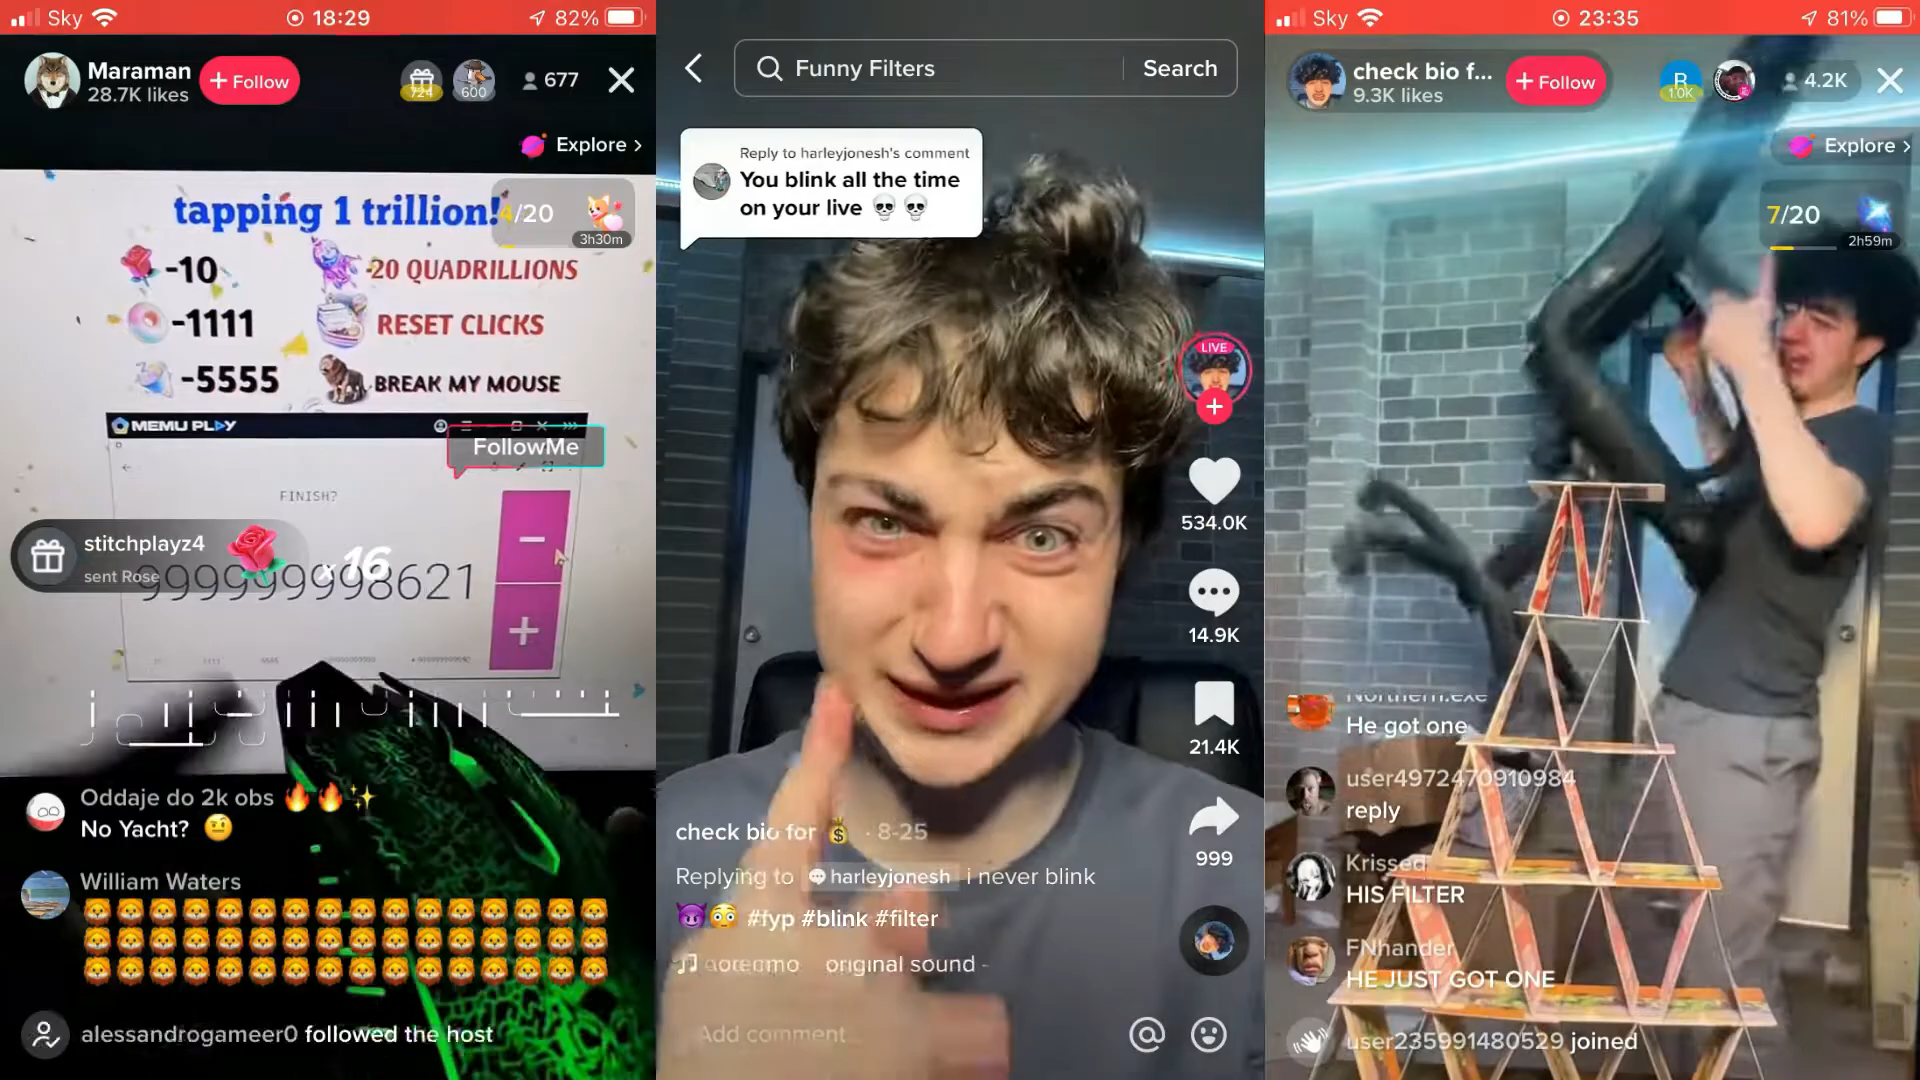 Sky
18:29
82%
Maraman
28.7K likes
+ Follow
724
600
677
Explore
tapping 1 trillion!
4/20
3h30m
-10
-20 QUADRILLIONS
-1111
RESET CLICKS
-5555
BREAK MY MOUSE
MEMU PLAY
FollowMe
FINISH?
stitchplayz4
sent Rose
x16
999999998621
Oddaje do 2k obs 🔥🔥✨
No Yacht? 🤨
William Waters
alessandrogameer0 followed the host
Funny Filters
Search
Reply to harleyjonesh's comment
You blink all the time
on your live 💀💀
LIVE
534.0K
14.9K
21.4K
999
check bio for 💰 · 8-25
Replying to harleyjonesh i never blink
😈😳 #fyp #blink #filter
original sound -
Add comment...
Sky
23:35
81%
check bio f...
9.3K likes
+ Follow
R
1.0K
4.2K
Explore
7/20
2h59m
Northern.exe
He got one
user4972470910984
reply
Krissed
HIS FILTER
FNhander
HE JUST GOT ONE
user235991480529 joined